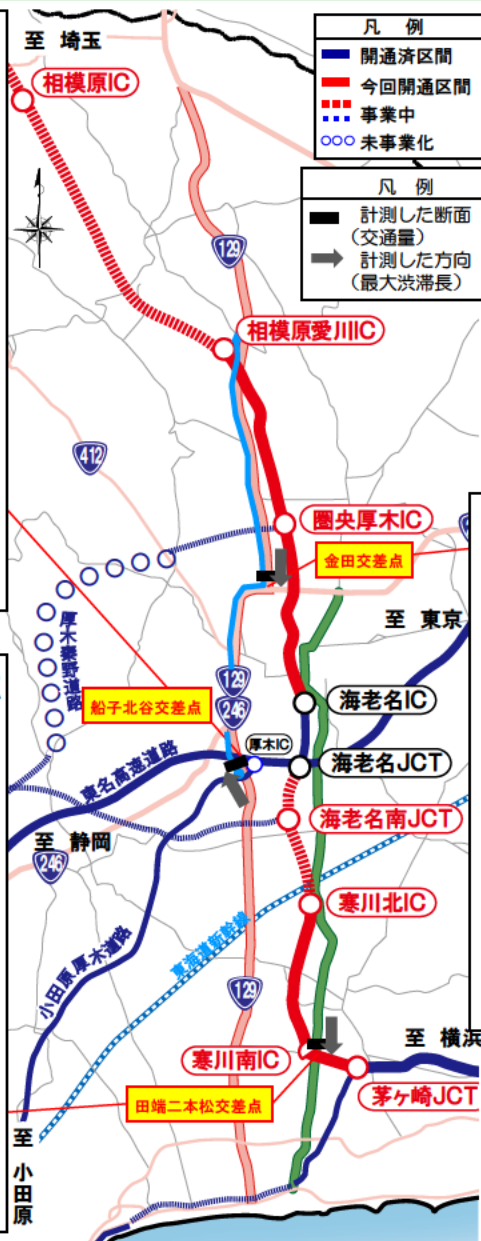 至 埼玉
相模原IC
凡 例
開通済区間
今回開通区間
事業中
未事業化
凡 例
計測した断面
(交通量)
計測した方向
(最大渋滞長)
129
相模原愛川IC
412
圏央厚木IC
金田交差点
至 東京
厚木秦野道路
129
246
船子北谷交差点
海老名IC
厚木IC
海老名JCT
東名高速道路
海老名南JCT
至 静岡
246
寒川北IC
東海道新幹線
小田原厚木道路
129
寒川南IC
至 横浜
茅ヶ崎JCT
田端二本松交差点
至 小田原